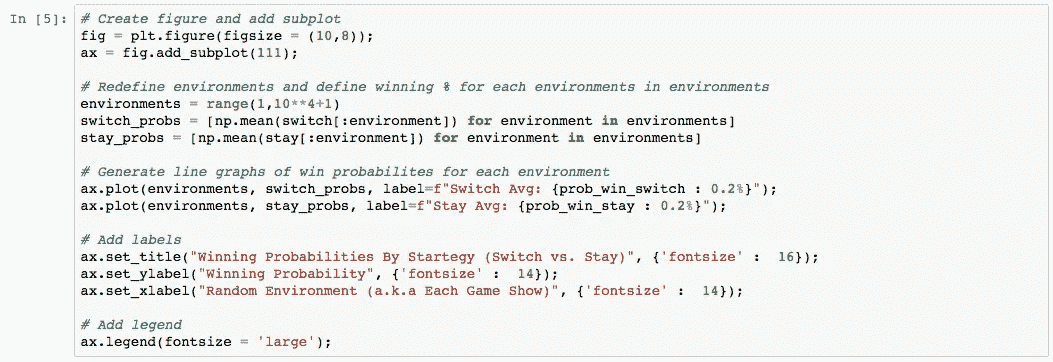 In [5]: # Create figure and add subplot
fig = plt.figure(figsize = (10,8));
ax = fig.add_subplot(111);
# Redefine environments and define winning % for each environments in environments
environments = range(1,10**4+1)
switch_probs = [np.mean(switch[:environment]) for environment in environments]
stay_probs = [np.mean(stay[:environment]) for environment in environments]
# Generate line graphs of win probabilites for each environment
ax.plot(environments, switch_probs, label=f"Switch Avg: {prob_win_switch : 0.2%}");
ax.plot(environments, stay_probs, label=f"Stay Avg: {prob_win_stay : 0.2%}");
# Add labels
ax.set_title("Winning Probabilities By Startegy (Switch vs. Stay)", {'fontsize' :  16});
ax.set_ylabel("Winning Probability", {'fontsize' :  14});
ax.set_xlabel("Random Environment (a.k.a Each Game Show)", {'fontsize' :  14});
# Add legend
ax.legend(fontsize = 'large');